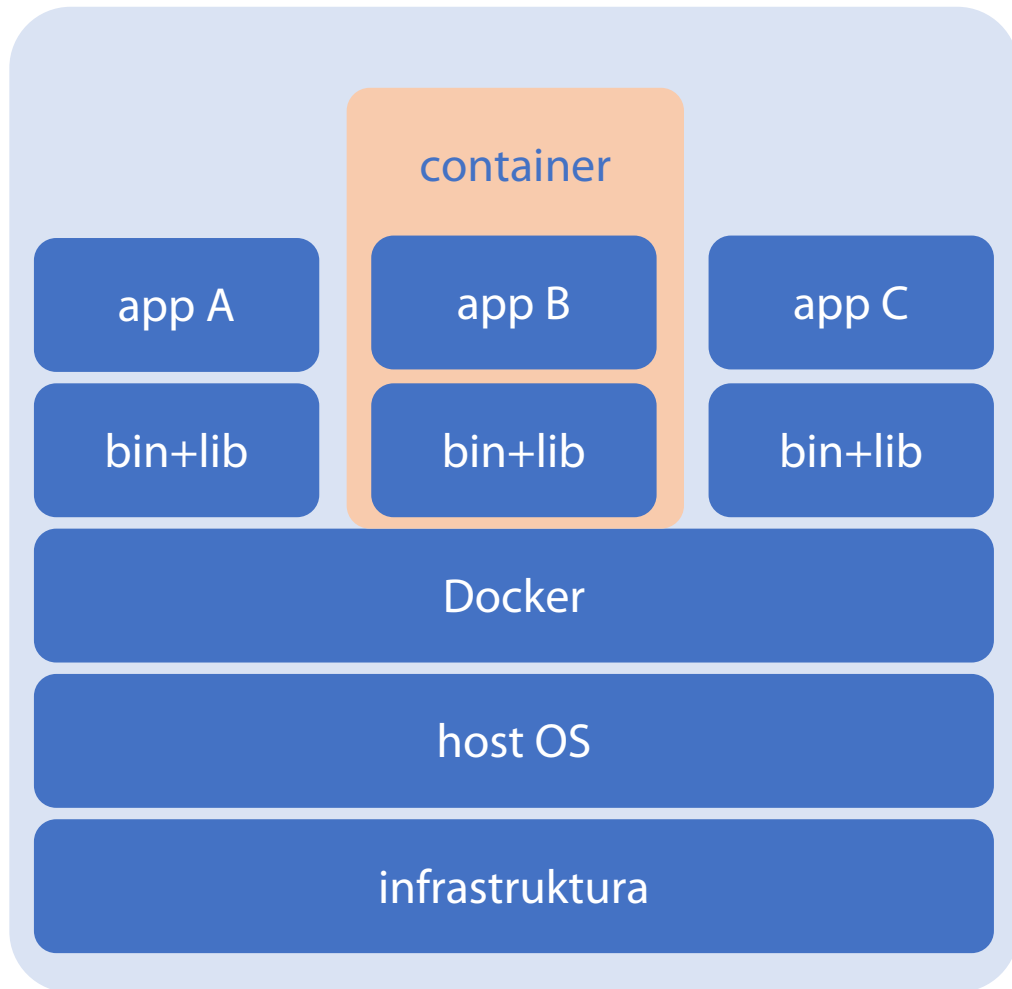 container
app A
app B
app C
bin+lib
bin+lib
bin+lib
Docker
host OS
infrastruktura